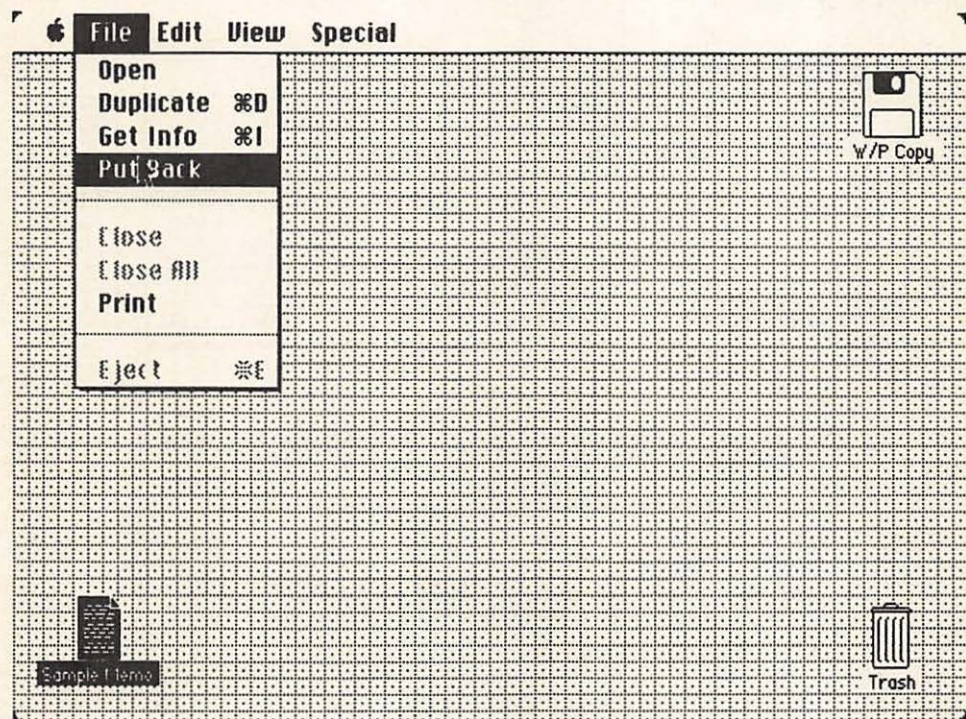 File Edit View Special
Open
Duplicate ⌘D
Get Info ⌘I
Put Back
Close
Close All
Print
Eject ⌘E
W/P Copy
Sample Memo
Trash